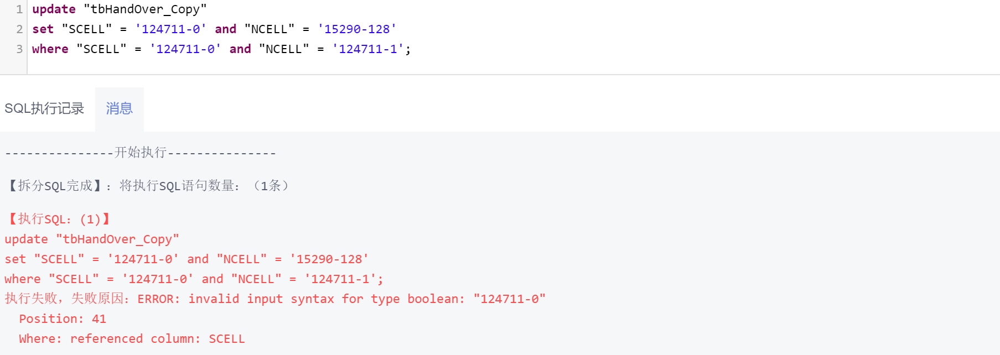 1 update "tbHandOver_Copy"
2 set "SCELL" = '124711-0' and "NCELL" = '15290-128'
3 where "SCELL" = '124711-0' and "NCELL" = '124711-1';
SQL执行记录 消息
---------------开始执行---------------
【拆分SQL完成】：将执行SQL语句数量：（1条）
【执行SQL：(1)】
update "tbHandOver_Copy"
set "SCELL" = '124711-0' and "NCELL" = '15290-128'
where "SCELL" = '124711-0' and "NCELL" = '124711-1';
执行失败，失败原因：ERROR: invalid input syntax for type boolean: "124711-0"
Position: 41
Where: referenced column: SCELL